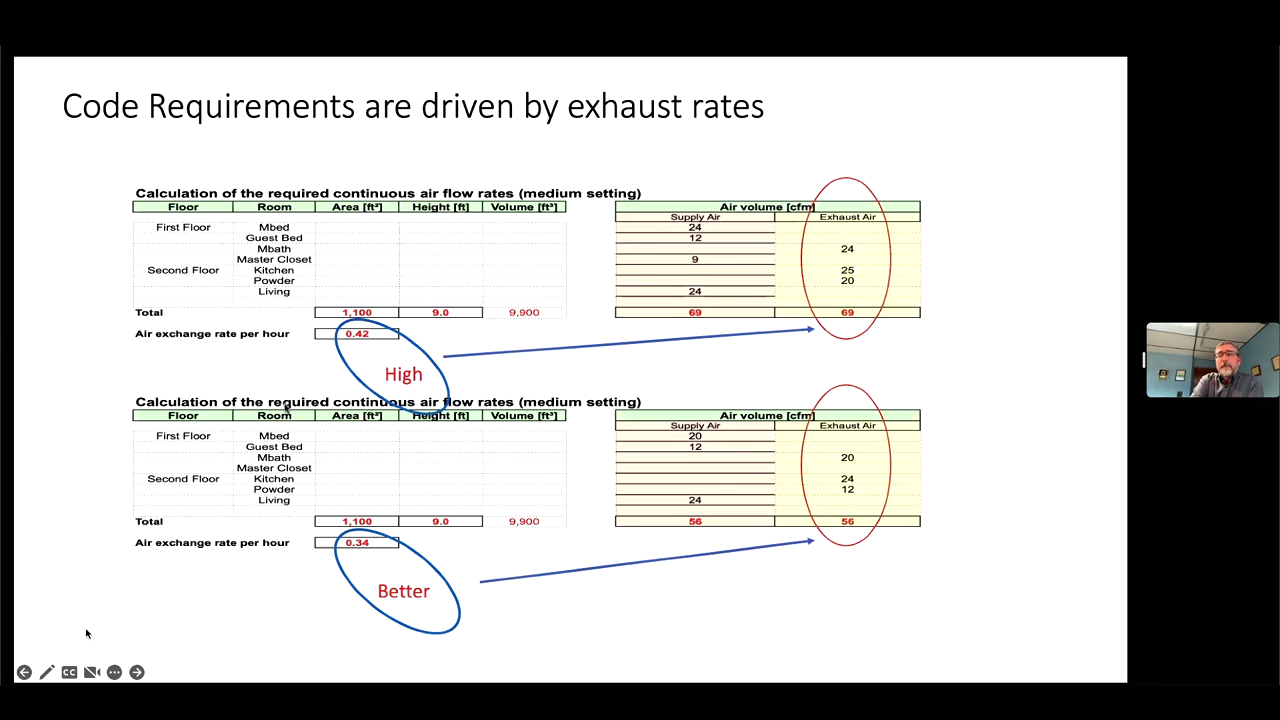 Code Requirements are driven by exhaust rates
Calculation of the required continuous air flow rates (medium setting)
Floor Room Area [ft²] Height [ft] Volume [ft³] Air volume [cfm]
Supply Air Exhaust Air
First Floor Mbed 24
Guest Bed 12
Mbath 24
Master Closet 9
Second Floor Kitchen 25
Powder 20
Living 24
Total 1,100 9.0 9,900 69 69
Air exchange rate per hour 0.42
High
Calculation of the required continuous air flow rates (medium setting)
Floor Room Area [ft²] Height [ft] Volume [ft³] Air volume [cfm]
Supply Air Exhaust Air
First Floor Mbed 20
Guest Bed 12
Mbath 20
Master Closet
Second Floor Kitchen 24
Powder 12
Living 24
Total 1,100 9.0 9,900 56 56
Air exchange rate per hour 0.34
Better
CC